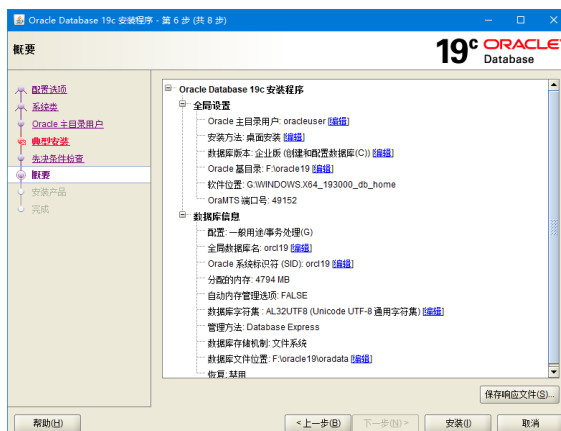 Oracle Database 19c 安装程序 - 第 6 步 (共 8 步)
概要
19c ORACLE
Database
配置选项
系统类
Oracle 主目录用户
典型安装
先决条件检查
概要
安装产品
完成
Oracle Database 19c 安装程序
全局设置
Oracle 主目录用户: oracleuser [编辑]
安装方法: 桌面安装 [编辑]
数据库版本: 企业版 (创建和配置数据库(C)) [编辑]
Oracle 基目录: F:\oracle19 [编辑]
软件位置: G:\WINDOWS.X64_193000_db_home
OraMTS 端口号: 49152
数据库信息
配置: 一般用途/事务处理(G)
全局数据库名: orcl19 [编辑]
Oracle 系统标识符 (SID): orcl19 [编辑]
分配的内存: 4794 MB
自动内存管理选项: FALSE
数据库字符集 : AL32UTF8 (Unicode UTF-8 通用字符集) [编辑]
管理方法: Database Express
数据库存储机制: 文件系统
数据库文件位置: F:\oracle19\oradata [编辑]
恢复: 禁用
保存响应文件(S)...
帮助(H)
<上一步(B)
下一步(N)>
安装(I)
取消